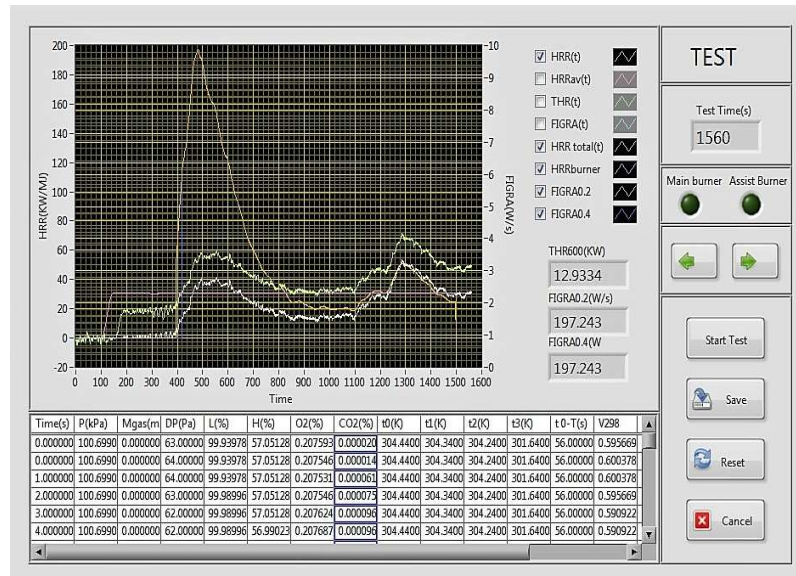 200
180
160
140
120
100
80
60
40
20
0
-20
HRR(KW/MJ)
10
9
8
7
6
5
4
3
2
1
0
FIGRA(W/s)
0 100 200 300 400 500 600 700 800 900 1000 1100 1200 1300 1400 1500 1600
Time
HRR(t)
HRRav(t)
THR(t)
FIGRA(t)
HRR total(t)
HRRburner
FIGRA0.2
FIGRA0.4
THR600(KW)
12.9334
FIGRA0.2(W/s)
197.243
FIGRA0.4(W
197.243
TEST
Test Time(s)
1560
Main burner Assist Burner
Start Test
Save
Reset
Cancel
Time(s) P(kPa) Mgas(m DP(Pa) L(%) H(%) O2(%) CO2(%) t0(K) t1(K) t2(K) t3(K) t 0-T(s) V298
0.000000 100.6990 0.000000 63.00000 99.93978 57.05128 0.207593 0.000020 304.4400 304.3400 304.2400 301.6400 56.00000 0.595669
0.000000 100.6990 0.000000 64.00000 99.93978 57.05128 0.207546 0.000014 304.4400 304.3400 304.2400 301.6400 56.00000 0.600378
1.000000 100.6990 0.000000 64.00000 99.93978 57.05128 0.207531 0.000061 304.4400 304.3400 304.2400 301.6400 56.00000 0.600378
2.000000 100.6990 0.000000 63.00000 99.98996 57.05128 0.207546 0.000075 304.4400 304.3400 304.2400 301.6400 56.00000 0.595669
3.000000 100.6990 0.000000 62.00000 99.98996 57.05128 0.207624 0.000096 304.4400 304.3400 304.2400 301.6400 56.00000 0.590922
4.000000 100.6990 0.000000 62.00000 99.98996 56.99023 0.207687 0.000096 304.4400 304.3400 304.2400 301.6400 56.00000 0.590922